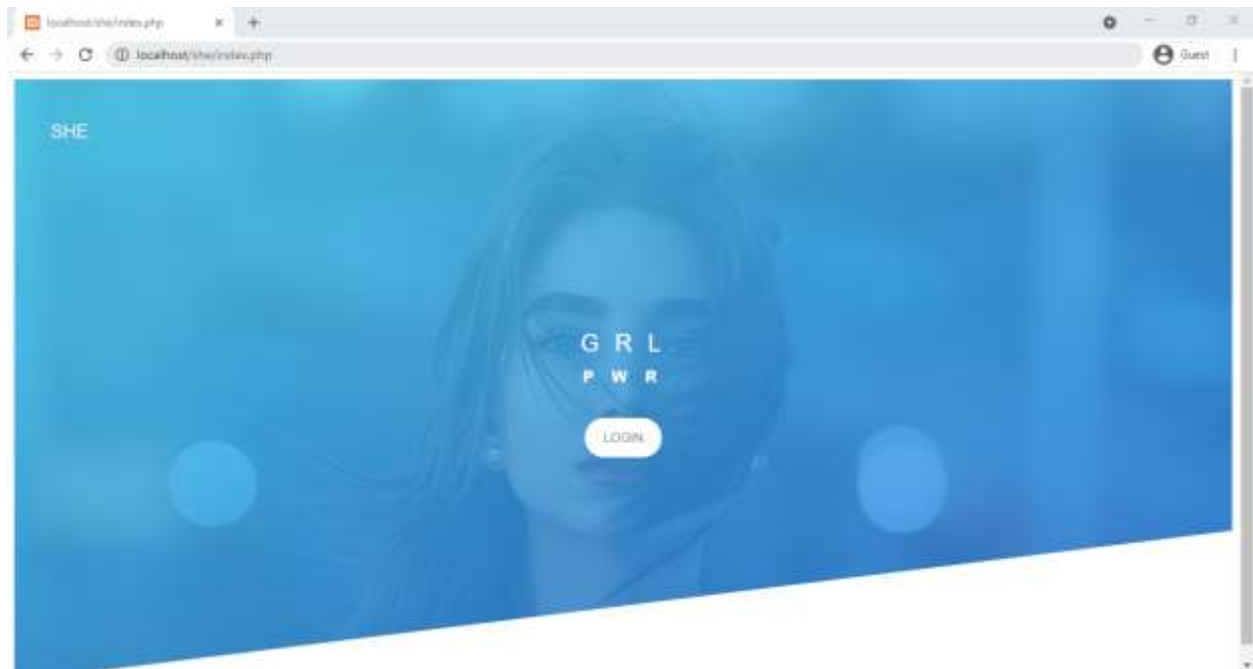 localhost/she/index.php
localhost/she/index.php
Guest
SHE
G R L
P W R
LOGIN